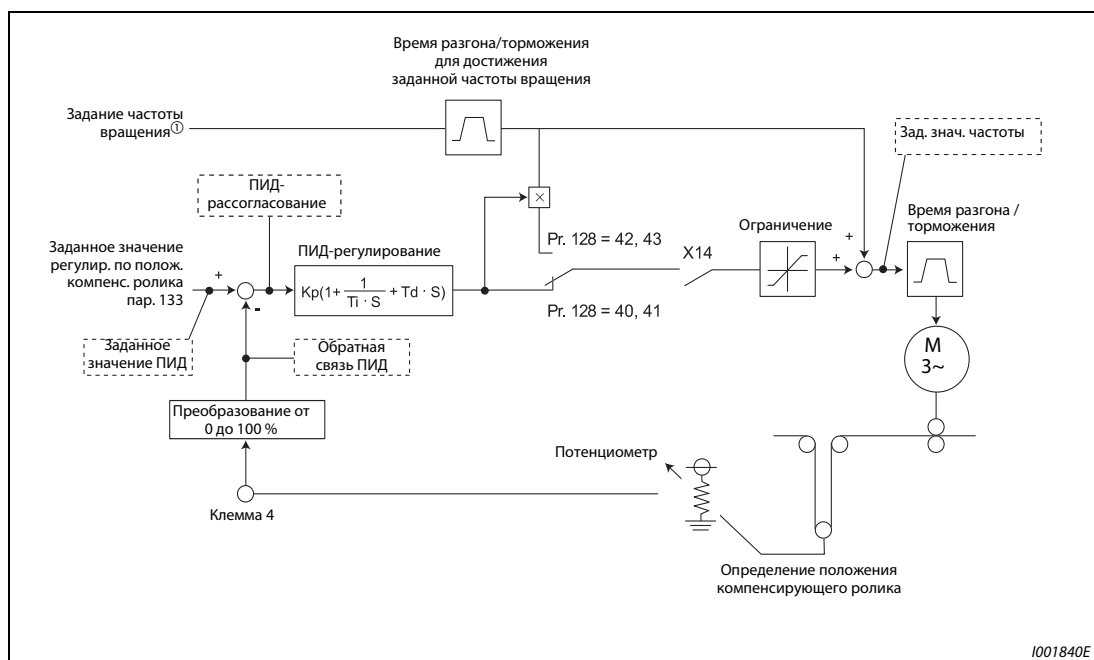 Время разгона/торможения
для достижения
заданной частоты вращения
Задание частоты
вращения①
Зад. знач. частоты
ПИД-
рассогласование
×
Время разгона /
торможения
Заданное значение
регулир. по полож.
компенс. ролика
пар. 133
ПИД-регулирование
Kp(1+ 1/(Ti · S) + Td · S)
Pr. 128 = 42, 43
X14
Ограничение
+
+
+
-
Pr. 128 = 40, 41
Заданное
значение ПИД
Обратная
связь ПИД
M
3~
Преобразование от
0 до 100 %
Потенциометр
Клемма 4
Определение положения
компенсирующего ролика
I001840E